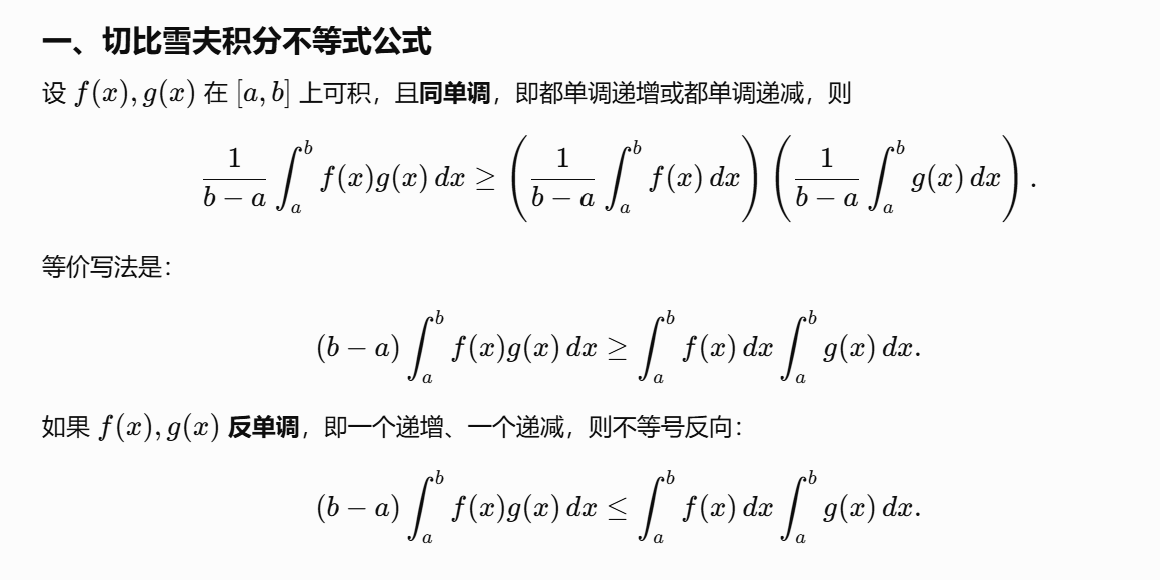 一、切比雪夫积分不等式公式
设 f(x), g(x) 在 [a, b] 上可积，且同单调，即都单调递增或都单调递减，则
\frac{1}{b-a} \int_a^b f(x)g(x) dx ≥ \left( \frac{1}{b-a} \int_a^b f(x) dx \right) \left( \frac{1}{b-a} \int_a^b g(x) dx \right).
等价写法是：
(b-a) \int_a^b f(x)g(x) dx ≥ \int_a^b f(x) dx \int_a^b g(x) dx.
如果 f(x), g(x) 反单调，即一个递增、一个递减，则不等号反向：
(b-a) \int_a^b f(x)g(x) dx ≤ \int_a^b f(x) dx \int_a^b g(x) dx.